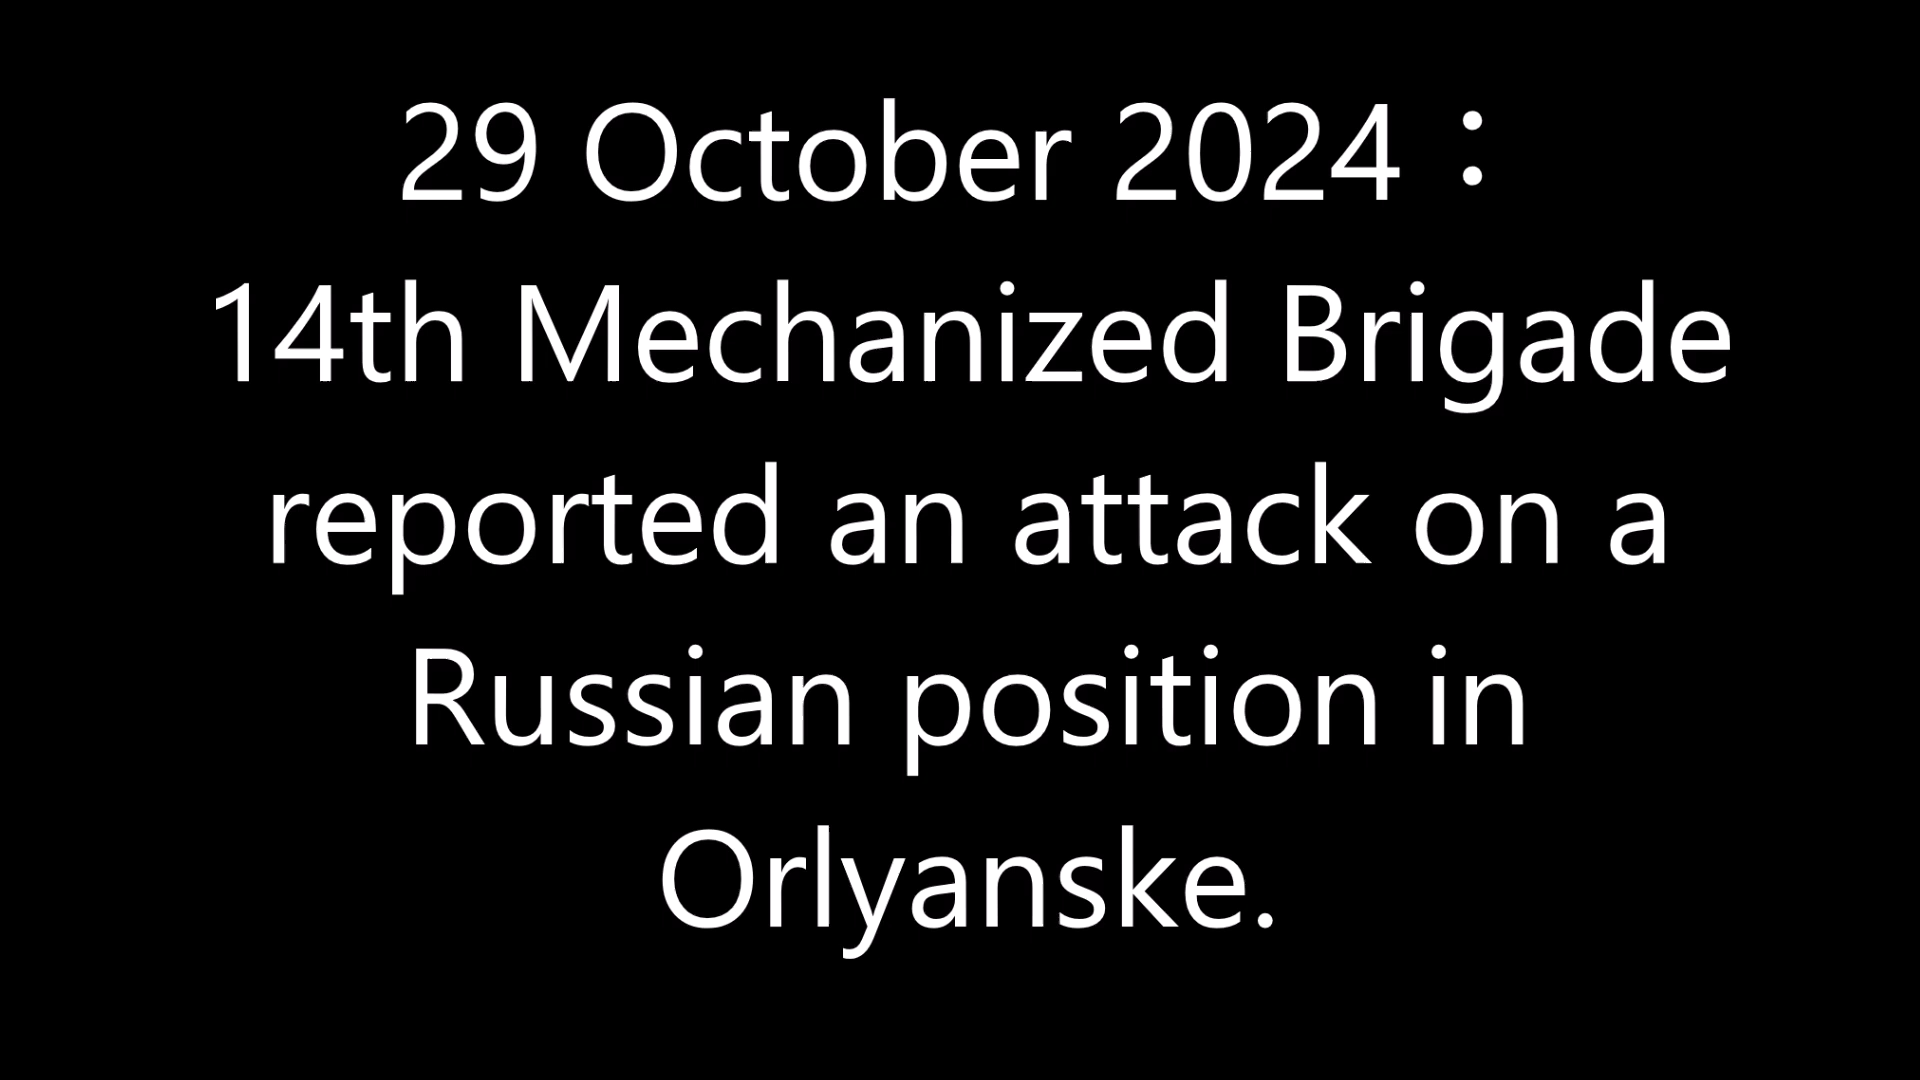 29 October 2024：
14th Mechanized Brigade
reported an attack on a
Russian position in
Orlyanske.